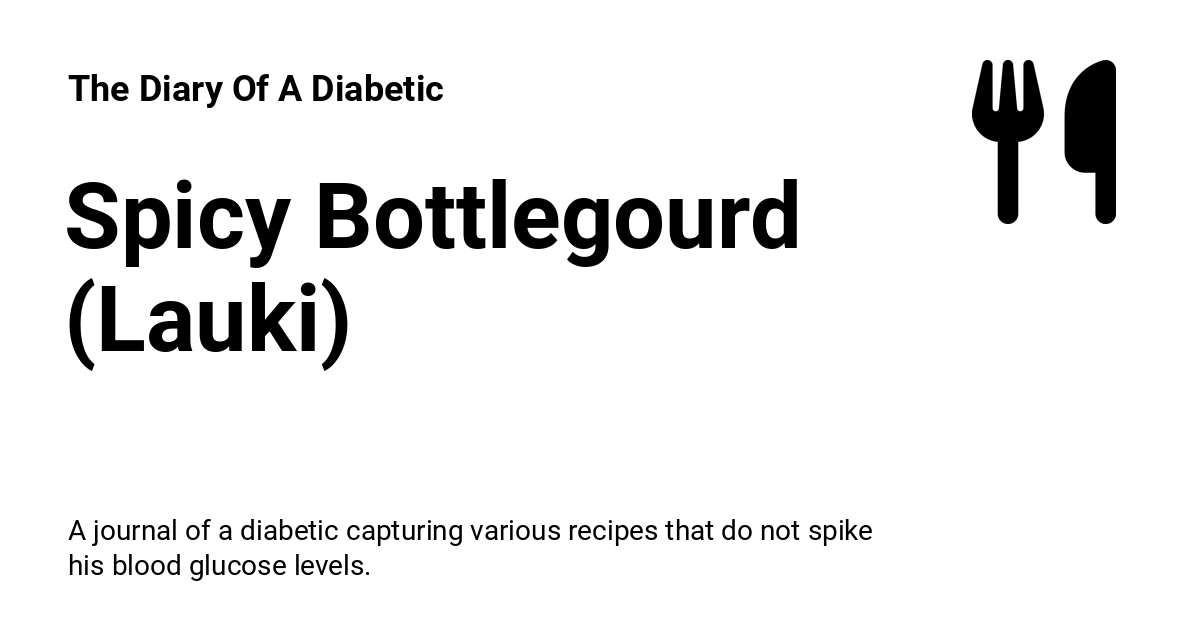 The Diary Of A Diabetic
Spicy Bottlegourd
(Lauki)
A journal of a diabetic capturing various recipes that do not spike
his blood glucose levels.